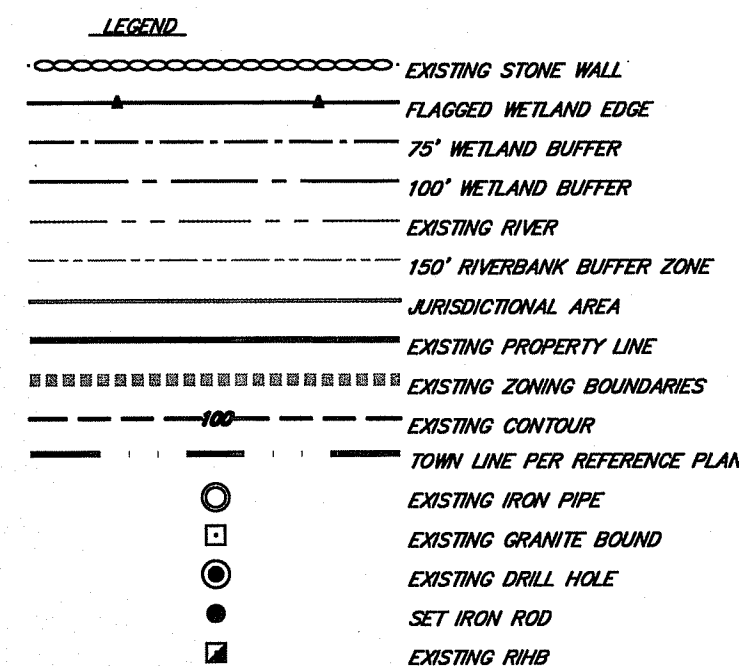 LEGEND
EXISTING STONE WALL
FLAGGED WETLAND EDGE
75' WETLAND BUFFER
100' WETLAND BUFFER
EXISTING RIVER
150' RIVERBANK BUFFER ZONE
JURISDICTIONAL AREA
EXISTING PROPERTY LINE
EXISTING ZONING BOUNDARIES
100 EXISTING CONTOUR
TOWN LINE PER REFERENCE PLAN
EXISTING IRON PIPE
EXISTING GRANITE BOUND
EXISTING DRILL HOLE
SET IRON ROD
EXISTING RIHB